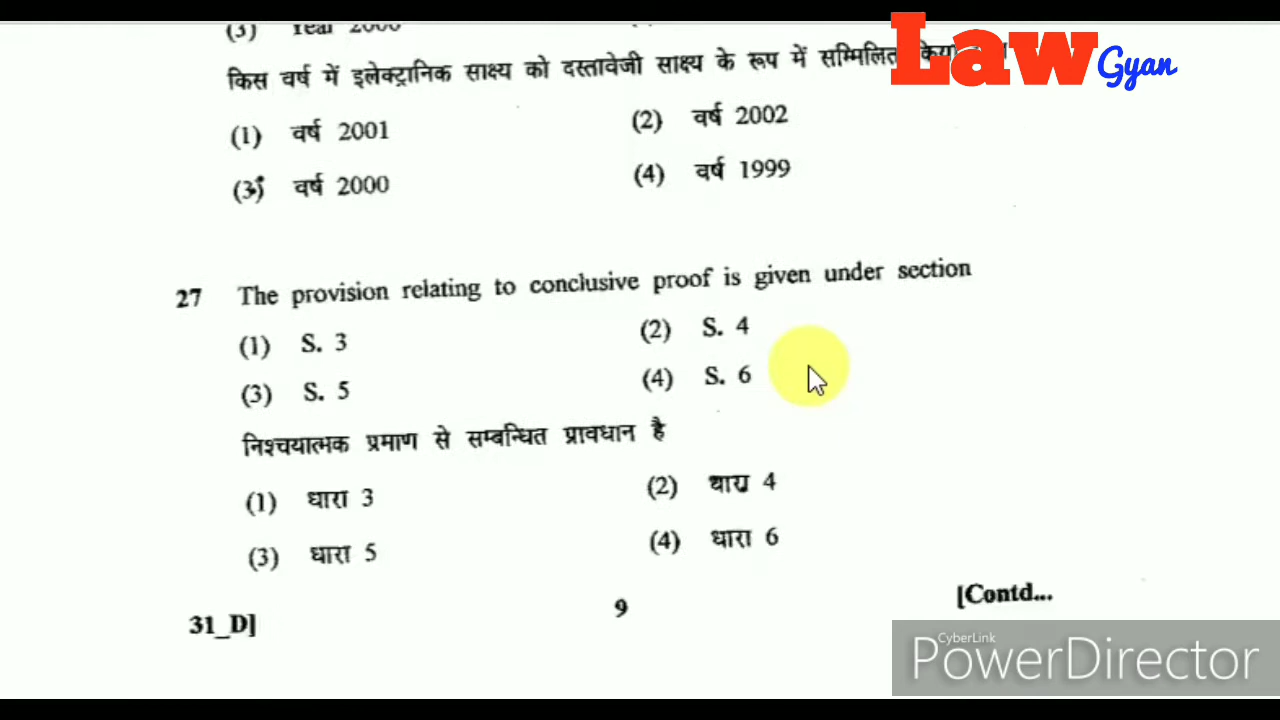 (3) Year 2000
किस वर्ष में इलेक्ट्रानिक साक्ष्य को दस्तावेजी साक्ष्य के रूप में सम्मिलित
Law Gyan
(1) वर्ष 2001 (2) वर्ष 2002
(3) वर्ष 2000 (4) वर्ष 1999
27 The provision relating to conclusive proof is given under section
(1) S. 3 (2) S. 4
(3) S. 5 (4) S. 6
निश्चयात्मक प्रमाण से सम्बन्धित प्रावधान है
(1) धारा 3 (2) धारा 4
(3) धारा 5 (4) धारा 6
31_D] 9 [Contd...
CyberLink
PowerDirector